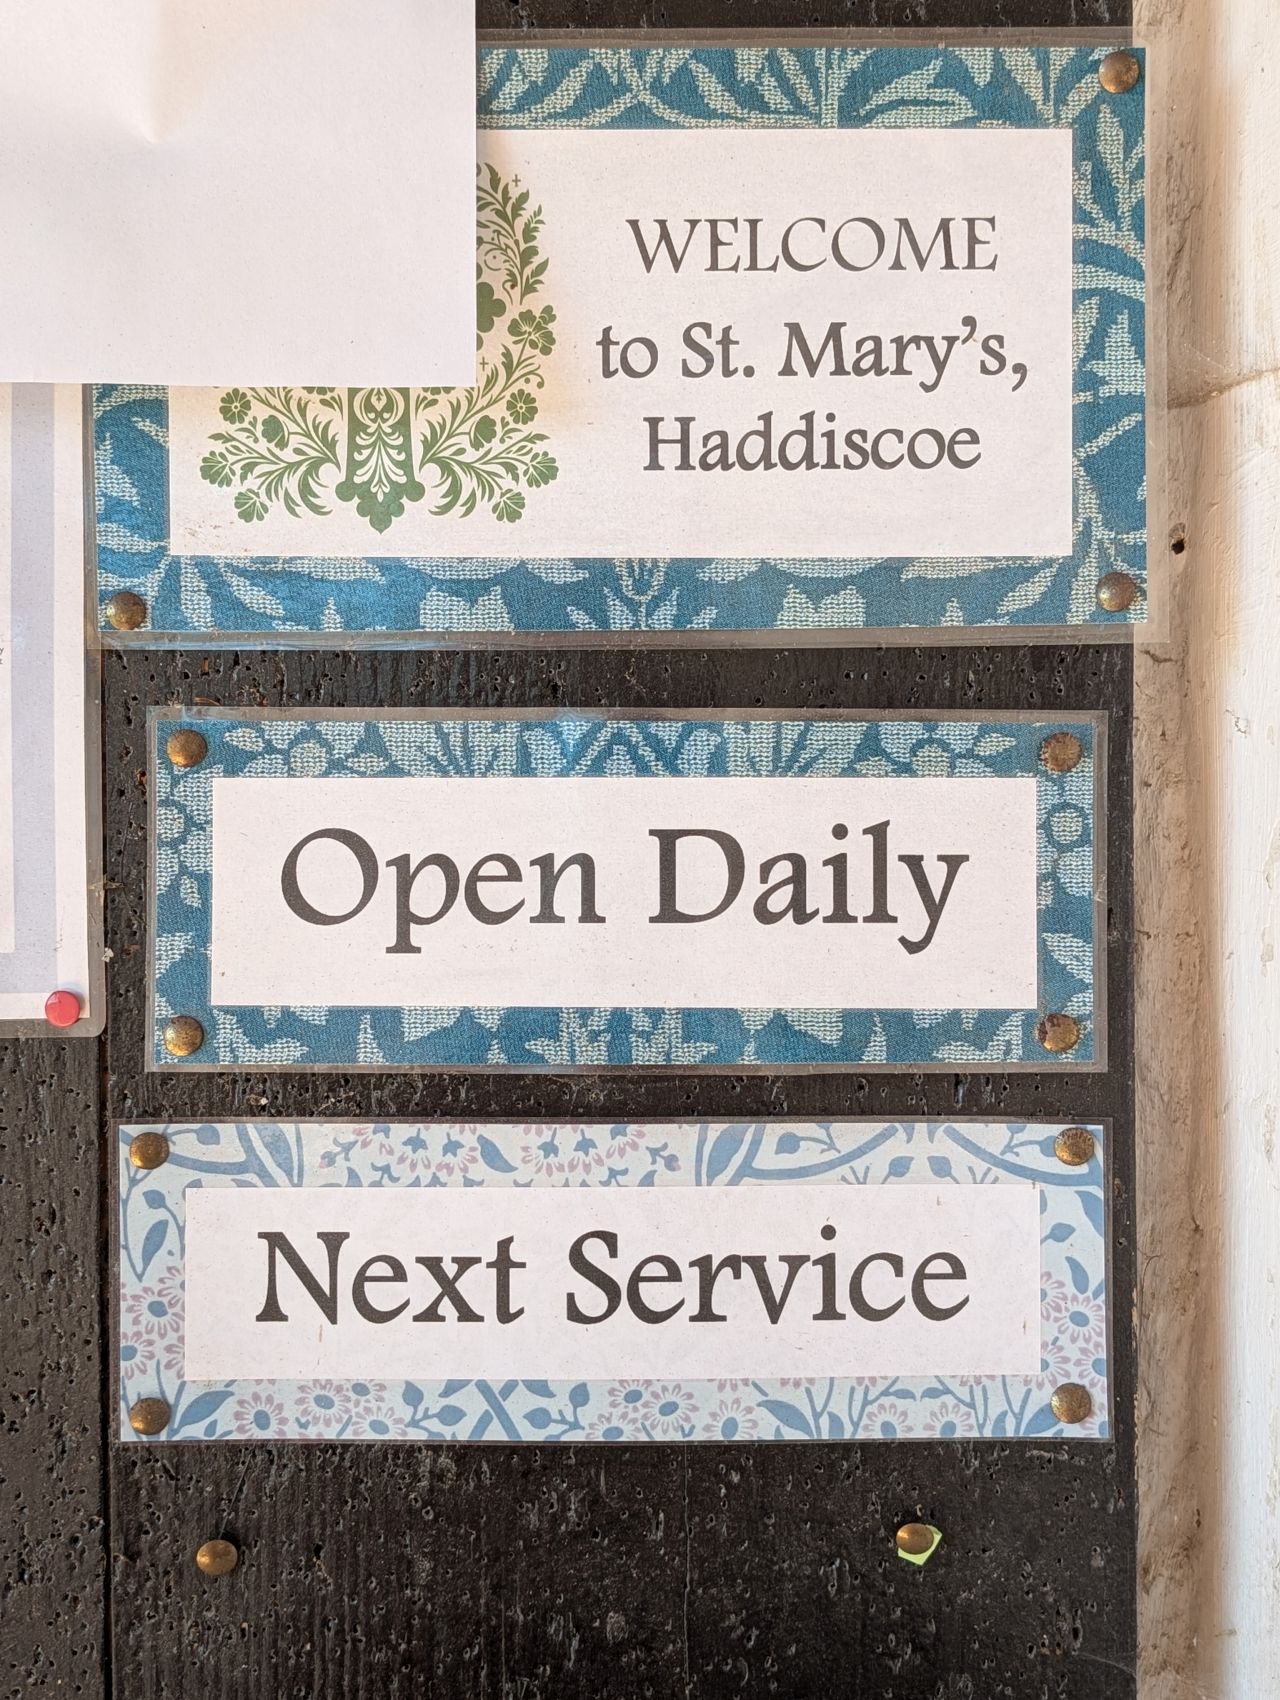 WELCOME
to St. Mary's,
Haddiscoe
Open Daily
Next Service